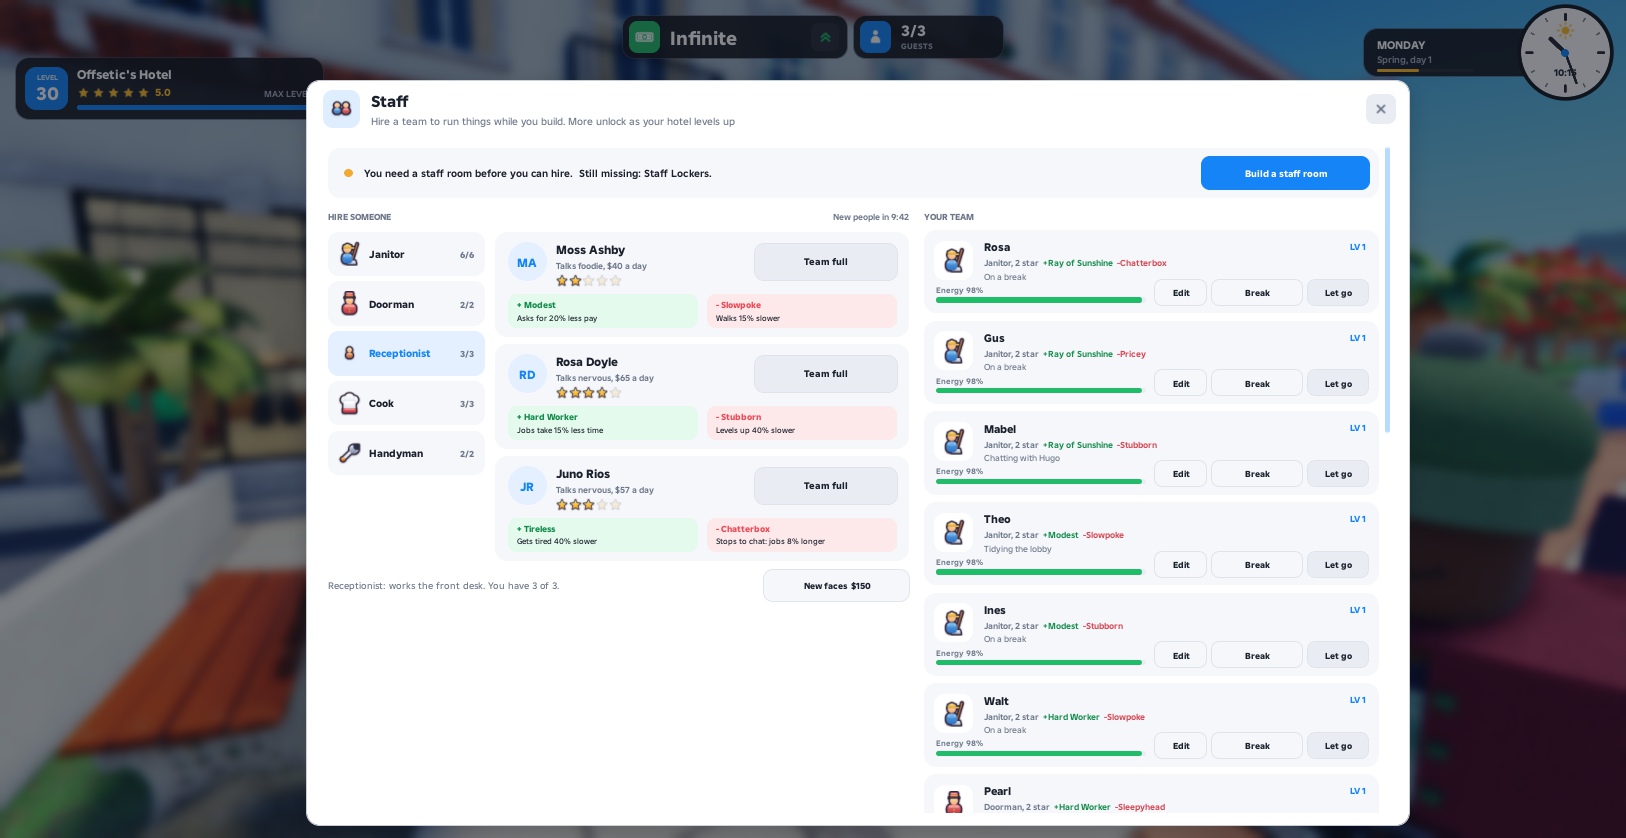 Infinite
3/3
GUESTS
MONDAY
Spring, day 1
10:15
LEVEL
30
Offsetic's Hotel
5.0
MAX LEVE
Staff
Hire a team to run things while you build. More unlock as your hotel levels up
You need a staff room before you can hire. Still missing: Staff Lockers.
Build a staff room
HIRE SOMEONE
New people in 9:42
Janitor 6/6
Doorman 2/2
Receptionist 3/3
Cook 3/3
Handyman 2/2
MA
Moss Ashby
Talks foodie, $40 a day
Team full
+ Modest
Asks for 20% less pay
- Slowpoke
Walks 15% slower
RD
Rosa Doyle
Talks nervous, $65 a day
Team full
+ Hard Worker
Jobs take 15% less time
- Stubborn
Levels up 40% slower
JR
Juno Rios
Talks nervous, $57 a day
Team full
+ Tireless
Gets tired 40% slower
- Chatterbox
Stops to chat: jobs 8% longer
Receptionist: works the front desk. You have 3 of 3.
New faces $150
YOUR TEAM
Rosa
LV 1
Janitor, 2 star +Ray of Sunshine -Chatterbox
On a break
Energy 98%
Edit
Break
Let go
Gus
LV 1
Janitor, 2 star +Ray of Sunshine -Pricey
On a break
Energy 98%
Edit
Break
Let go
Mabel
LV 1
Janitor, 2 star +Ray of Sunshine -Stubborn
Chatting with Hugo
Energy 98%
Edit
Break
Let go
Theo
LV 1
Janitor, 2 star +Modest -Slowpoke
Tidying the lobby
Energy 98%
Edit
Break
Let go
Ines
LV 1
Janitor, 2 star +Modest -Stubborn
On a break
Energy 98%
Edit
Break
Let go
Walt
LV 1
Janitor, 2 star +Hard Worker -Slowpoke
On a break
Energy 98%
Edit
Break
Let go
Pearl
LV 1
Doorman, 2 star +Hard Worker -Sleepyhead